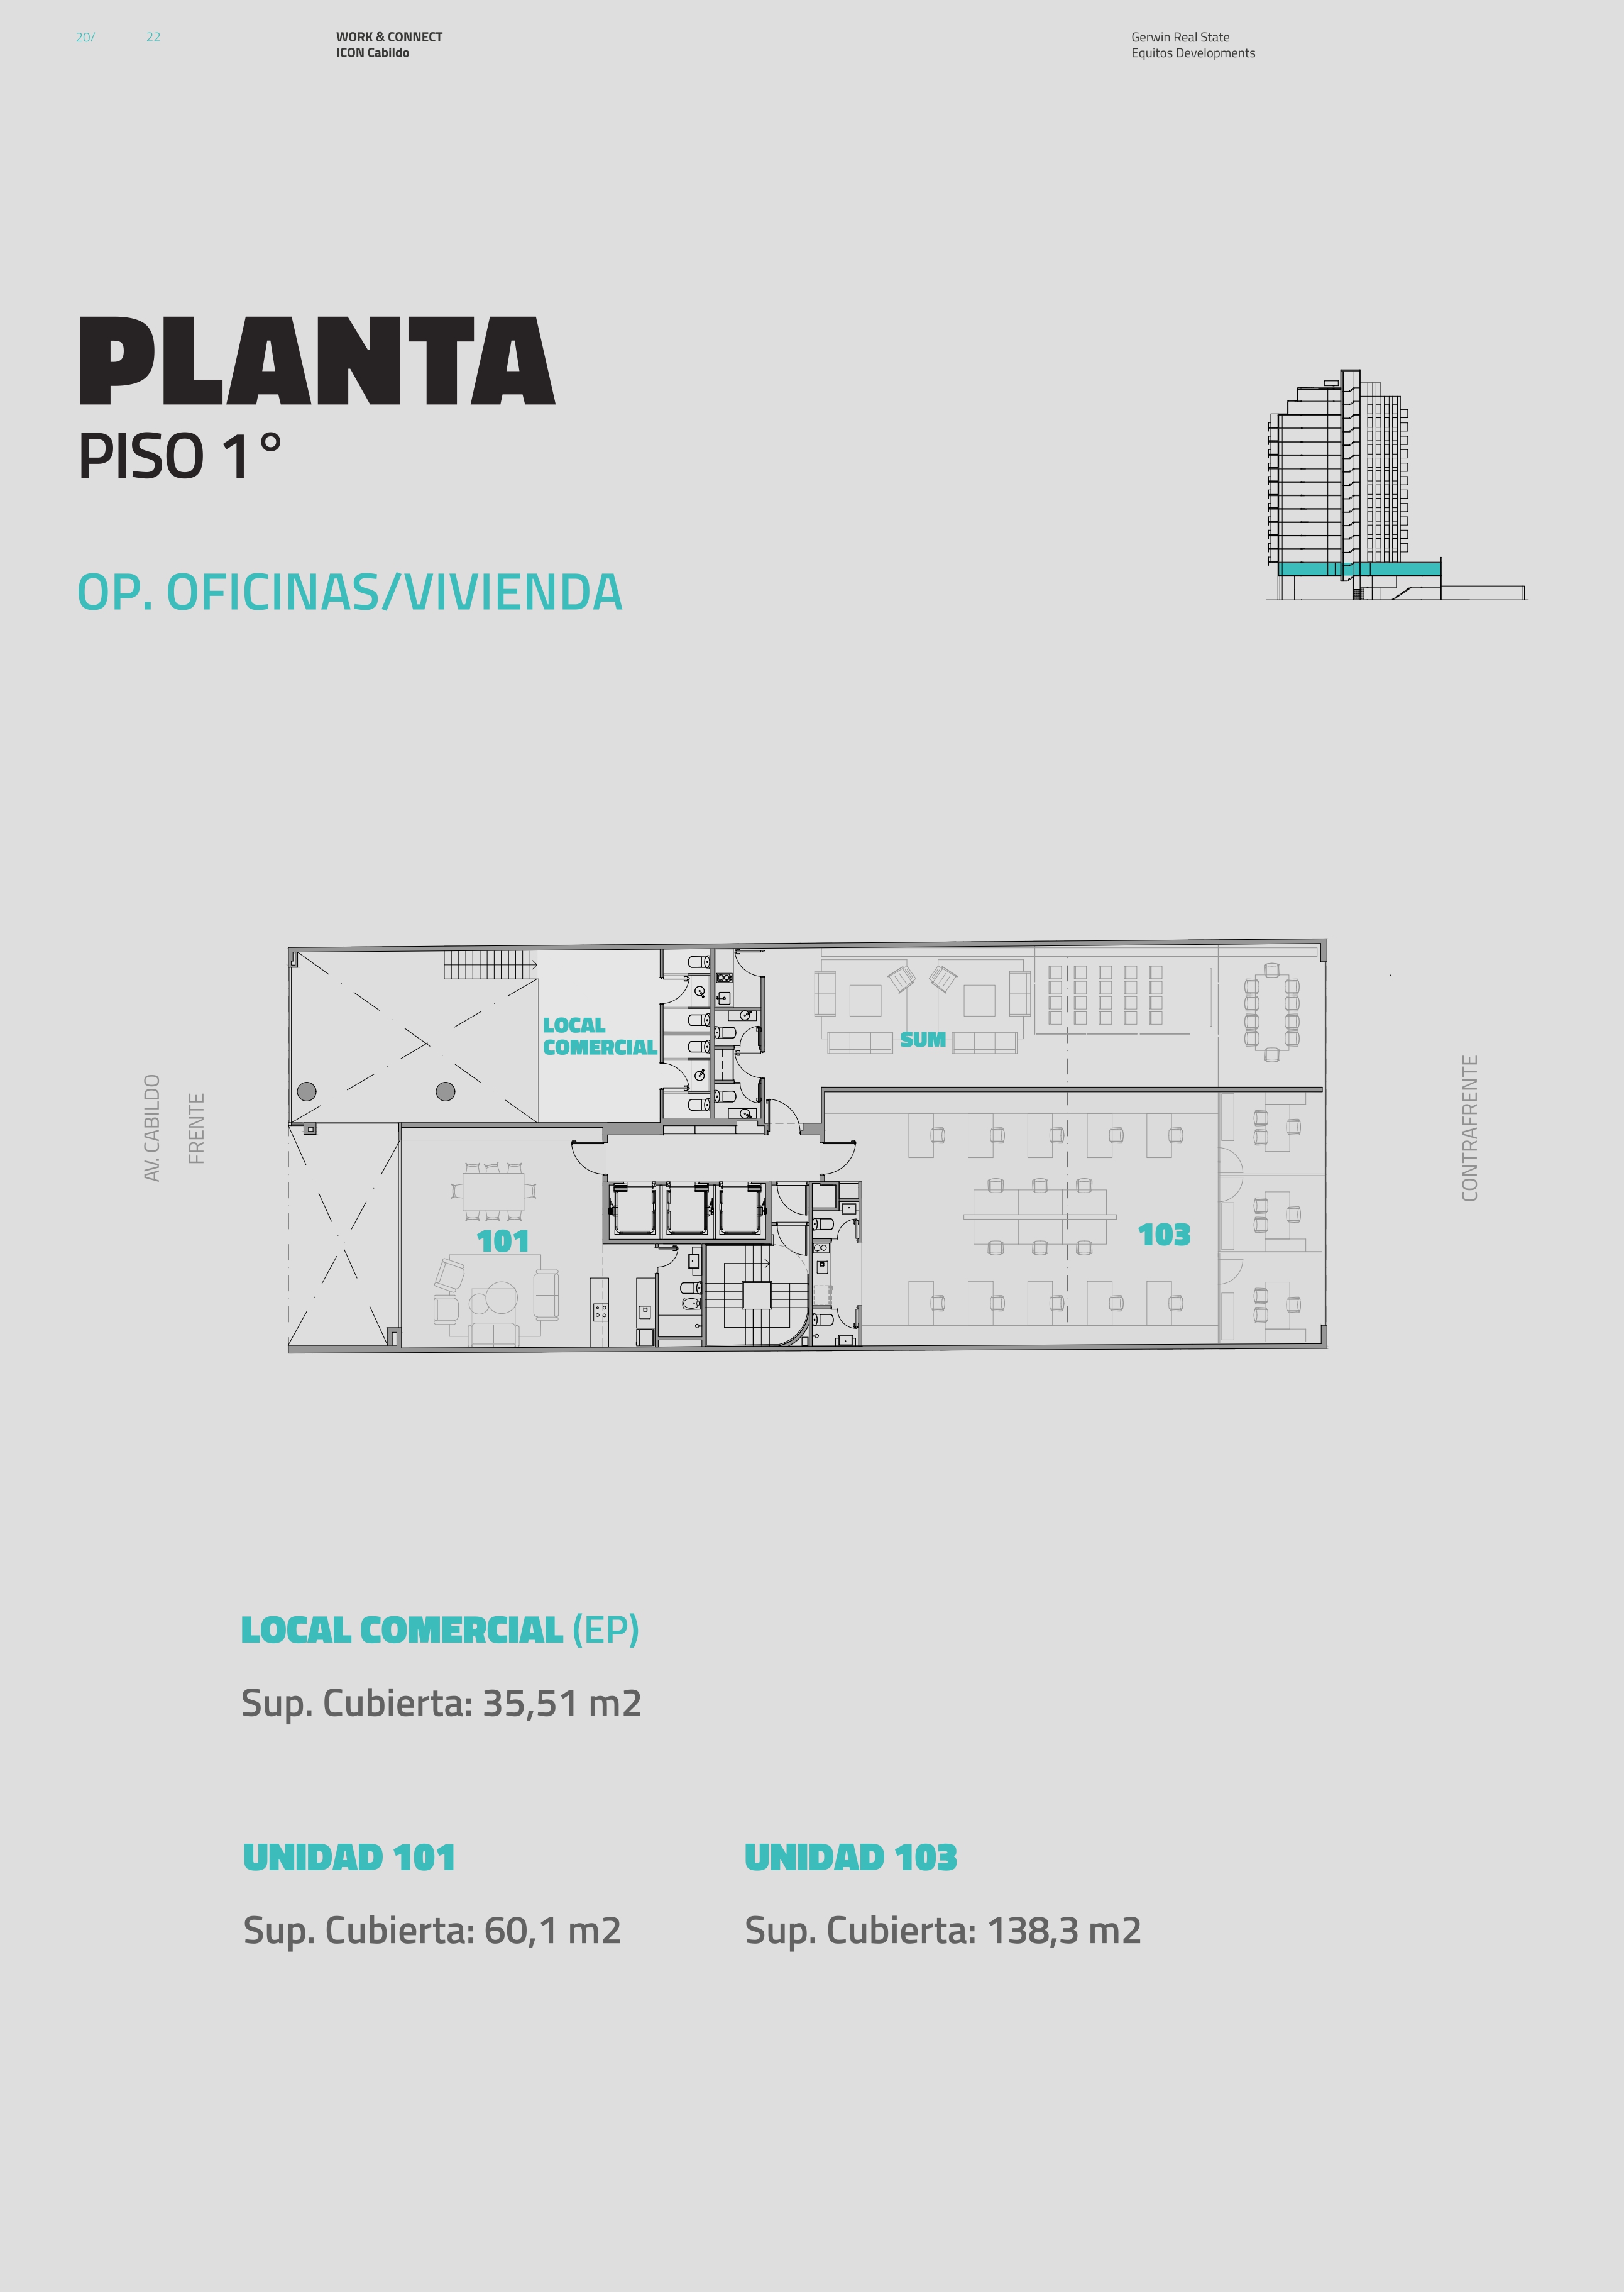 20/ 22
WORK & CONNECT
ICON Cabildo
Gerwin Real State
Equitos Developments
PLANTA
PISO 1°
OP. OFICINAS/VIVIENDA
AV. CABILDO
FRENTE
LOCAL
COMERCIAL
SUM
101
103
CONTRAFRENTE
LOCAL COMERCIAL (EP)
Sup. Cubierta: 35,51 m2
UNIDAD 101
Sup. Cubierta: 60,1 m2
UNIDAD 103
Sup. Cubierta: 138,3 m2